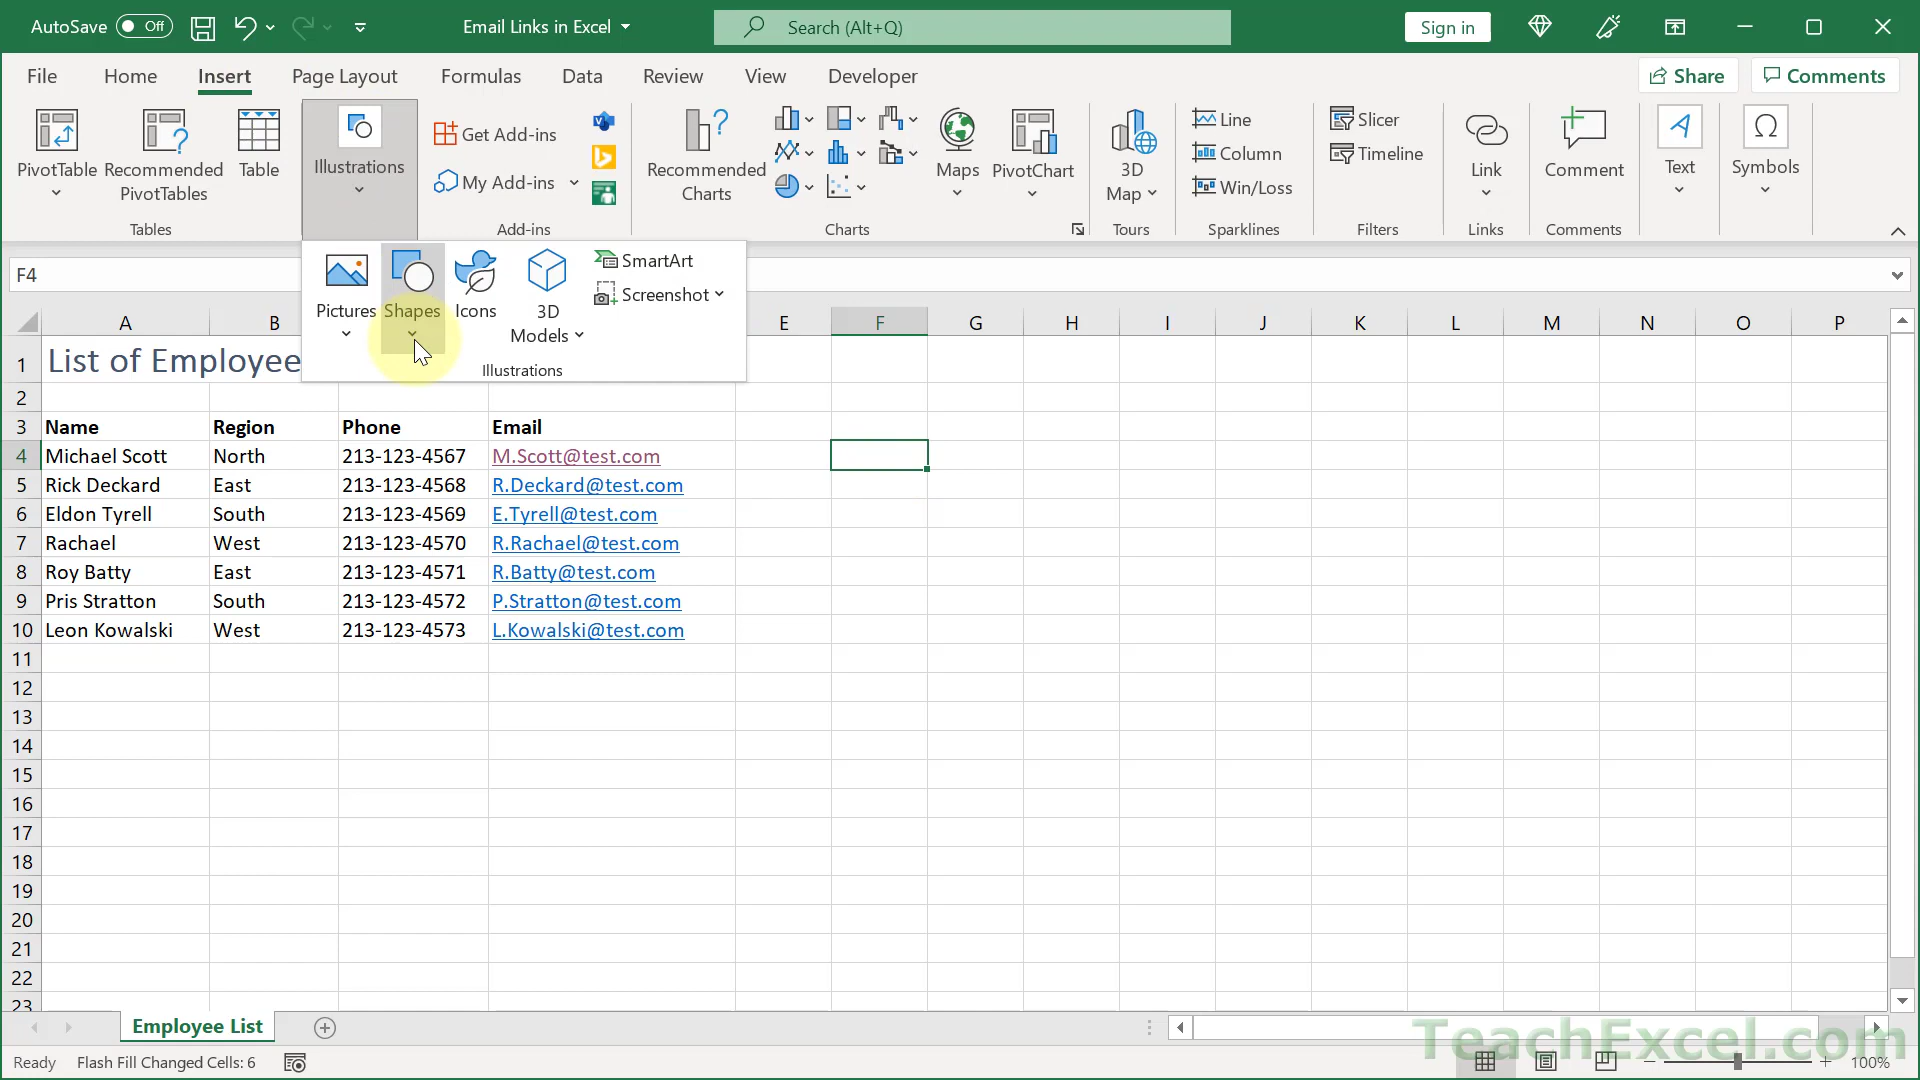 AutoSave Off Email Links in Excel Search (Alt+Q) Sign in
File Home Insert Page Layout Formulas Data Review View Developer Share Comments
PivotTable Recommended PivotTables Table
Tables
Illustrations
Get Add-ins
My Add-ins
Add-ins
Recommended Charts
Maps PivotChart
Charts
3D Map
Tours
Line
Column
Win/Loss
Sparklines
Slicer
Timeline
Filters
Link
Links
Comment
Comments
Text
Symbols
Pictures Shapes Icons 3D Models
SmartArt
Screenshot
Illustrations
F4
A B E F G H I J K L M N O P
1 List of Employee
2
3 Name Region Phone Email
4 Michael Scott North 213-123-4567 M.Scott@test.com
5 Rick Deckard East 213-123-4568 R.Deckard@test.com
6 Eldon Tyrell South 213-123-4569 E.Tyrell@test.com
7 Rachael West 213-123-4570 R.Rachael@test.com
8 Roy Batty East 213-123-4571 R.Batty@test.com
9 Pris Stratton South 213-123-4572 P.Stratton@test.com
10 Leon Kowalski West 213-123-4573 L.Kowalski@test.com
11
12
13
14
15
16
17
18
19
20
21
22
23
Employee List
TeachExcel.com
Ready Flash Fill Changed Cells: 6 100%